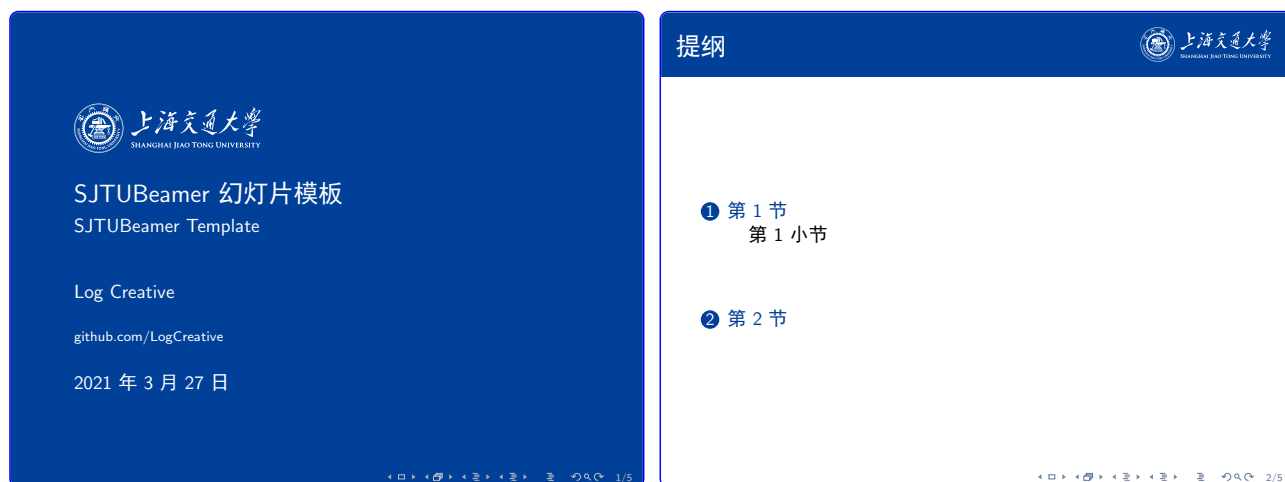 上海交通大学
SHANGHAI JIAO TONG UNIVERSITY
SJTUBeamer 幻灯片模板
SJTUBeamer Template
Log Creative
github.com/LogCreative
2021 年 3 月 27 日
1/5
提纲
上海交通大学
SHANGHAI JIAO TONG UNIVERSITY
1 第 1 节
第 1 小节
2 第 2 节
2/5